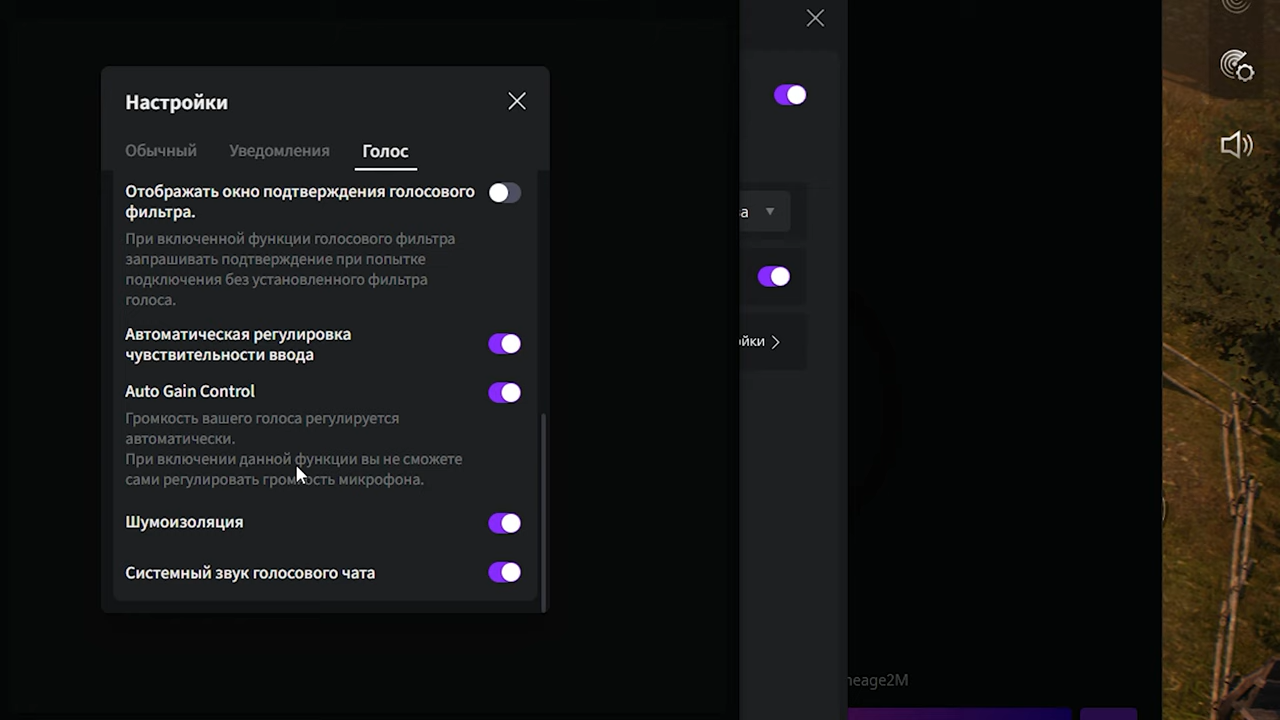 Настройки
Обычный Уведомления Голос
Отображать окно подтверждения голосового
фильтра.
При включенной функции голосового фильтра
запрашивать подтверждение при попытке
подключения без установленного фильтра
голоса.
Автоматическая регулировка
чувствительности ввода
Auto Gain Control
Громкость вашего голоса регулируется
автоматически.
При включении данной функции вы не сможете
сами регулировать громкость микрофона.
Шумоизоляция
Системный звук голосового чата
ва
ойки
neage2M